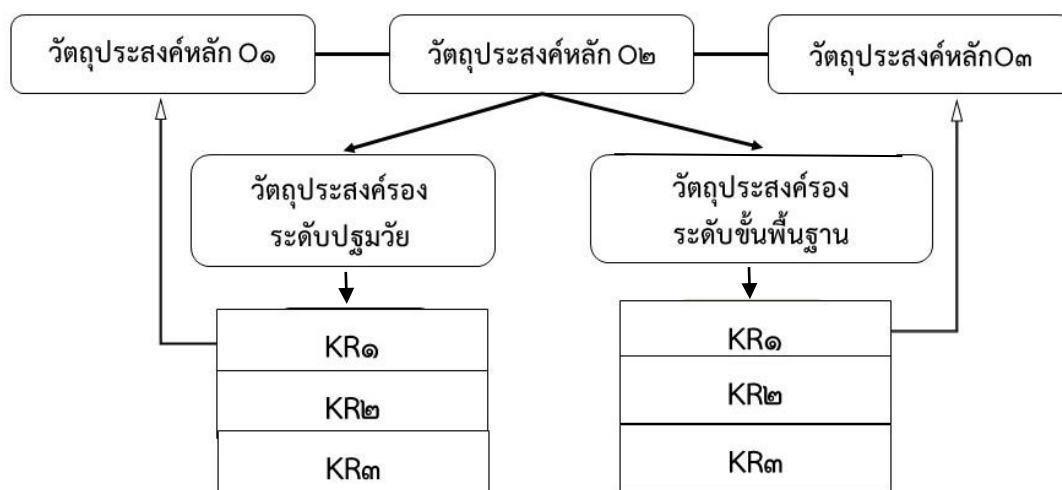 วัตถุประสงค์หลัก O๑
วัตถุประสงค์หลัก O๒
วัตถุประสงค์หลักO๓
วัตถุประสงค์รอง
ระดับปฐมวัย
วัตถุประสงค์รอง
ระดับขั้นพื้นฐาน
KR๑
KR๒
KR๓
KR๑
KR๒
KR๓